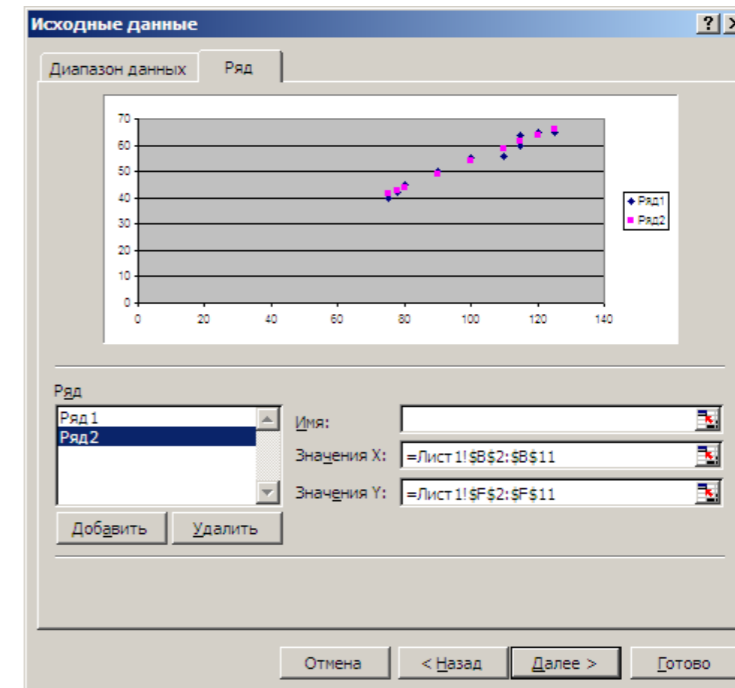 Исходные данные
Диапазон данных Ряд
70
60
50
40
30
20
10
0
0 20 40 60 80 100 120 140
Ряд1
Ряд2
Ряд
Ряд1
Ряд2
Имя:
Значения X: =Лист1!$B$2:$B$11
Значения Y: =Лист1!$F$2:$F$11
Добавить Удалить
Отмена < Назад Далее > Готово